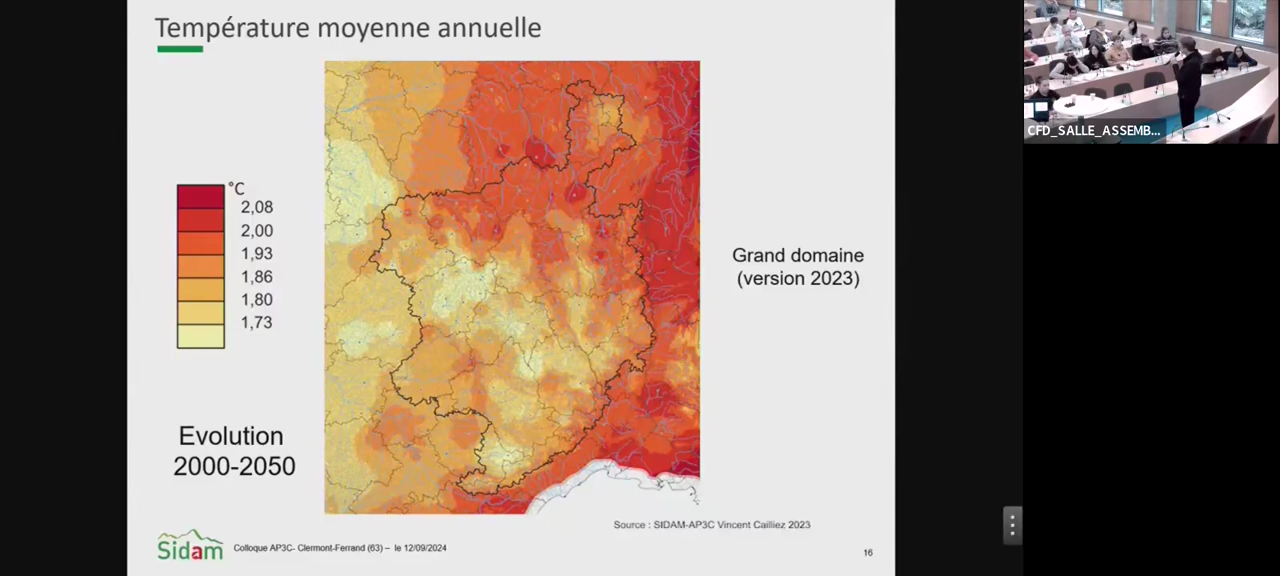 Température moyenne annuelle
°C
2,08
2,00
1,93
1,86
1,80
1,73
Grand domaine
(version 2023)
Evolution
2000-2050
Source : SIDAM-AP3C Vincent Cailliez 2023
Sidam
Colloque AP3C- Clermont-Ferrand (63) – le 12/09/2024
16
CFD_SALLE_ASSEMB...